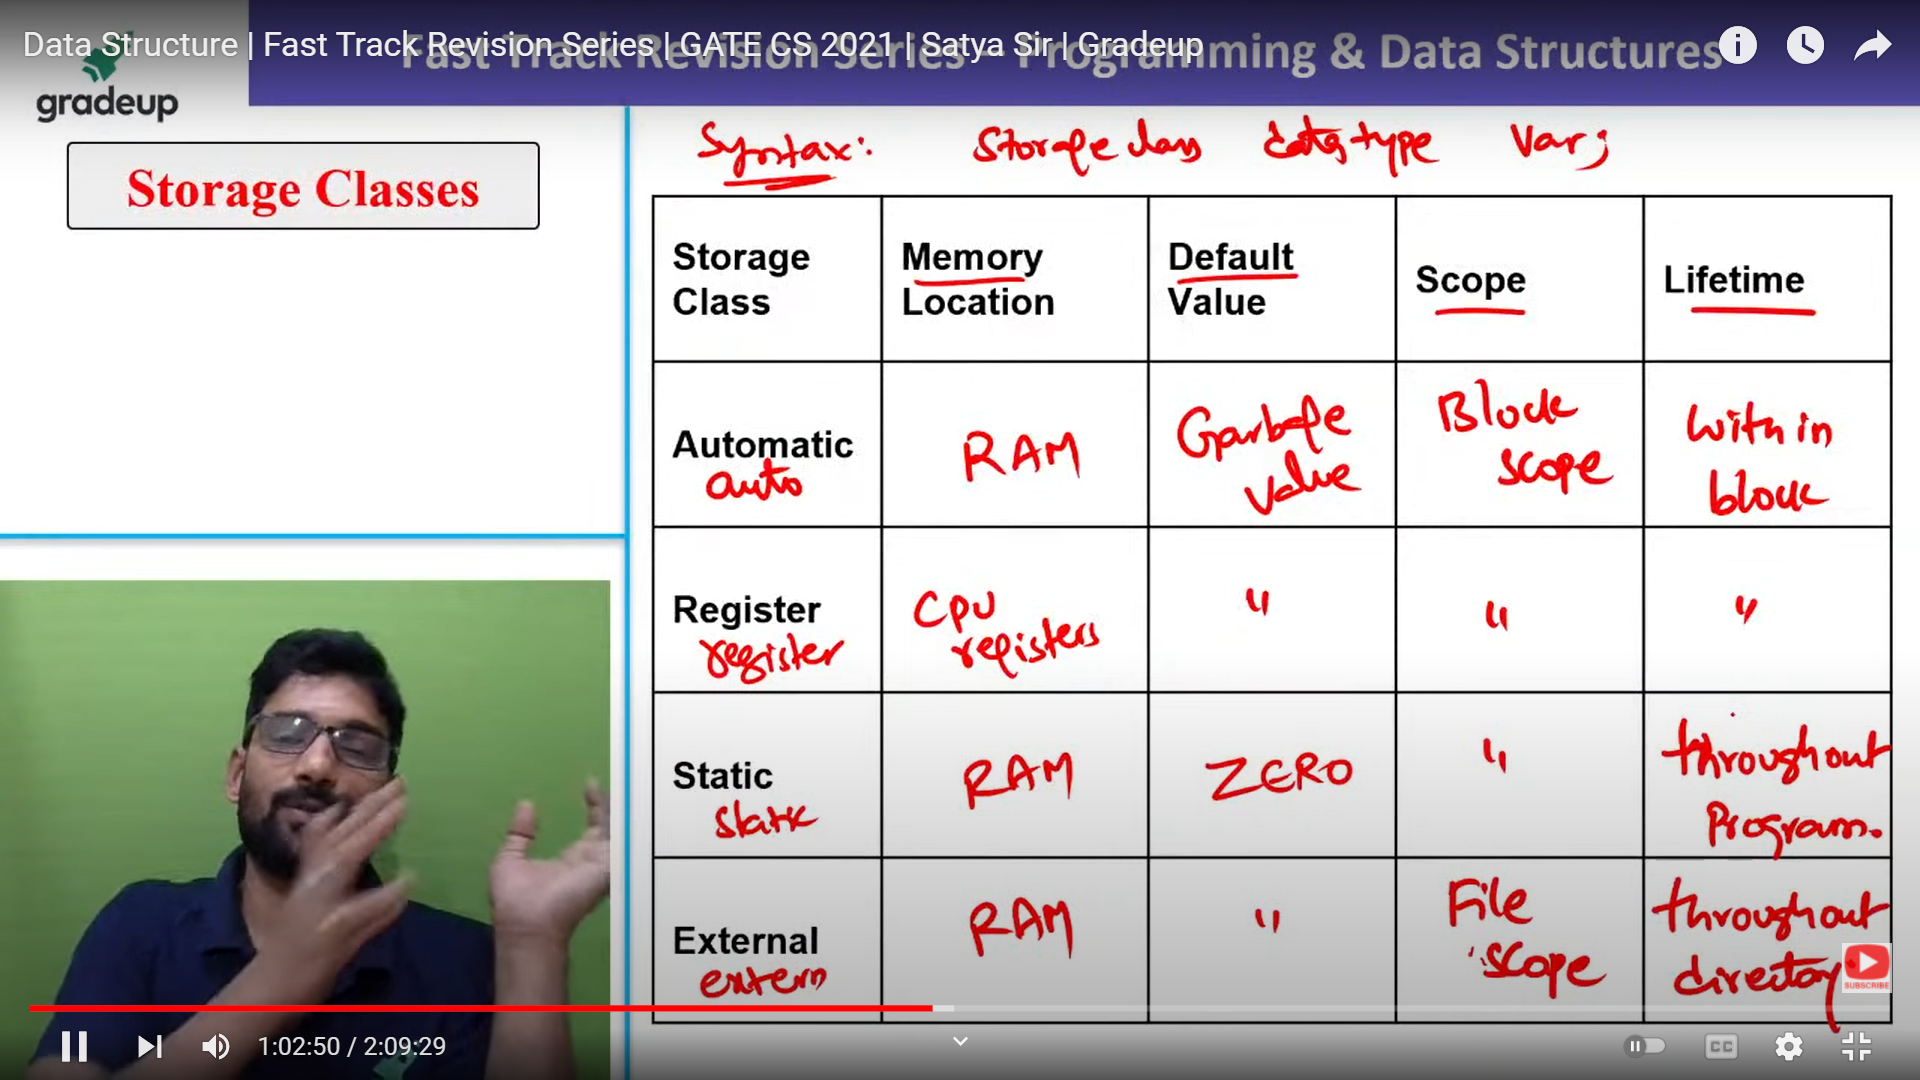 Data Structure | Fast Track Revision Series | GATE CS 2021 | Satya Sir | Gradeup
Fast Track Revision Series - Programming & Data Structures
gradeup
Storage Classes
Syntax: Storage class data type Var;
Storage Class
Memory Location
Default Value
Scope
Lifetime
Automatic
auto
RAM
Garbage value
Block scope
With in block
Register
register
CPU registers
"
"
"
Static
static
RAM
ZERO
"
throughout Program.
External
extern
RAM
"
File scope
throughout directory
SUBSCRIBE
1:02:50 / 2:09:29
CC